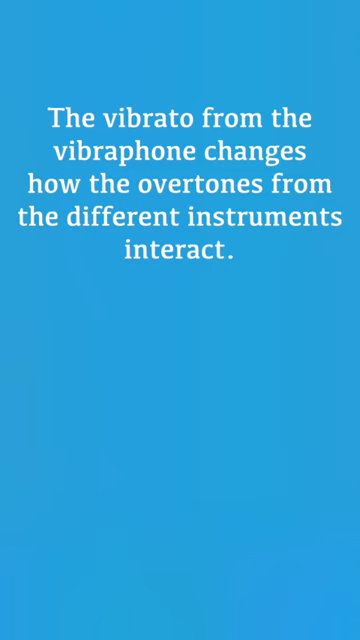 The vibrato from the
vibraphone changes
how the overtones from
the different instruments
interact.